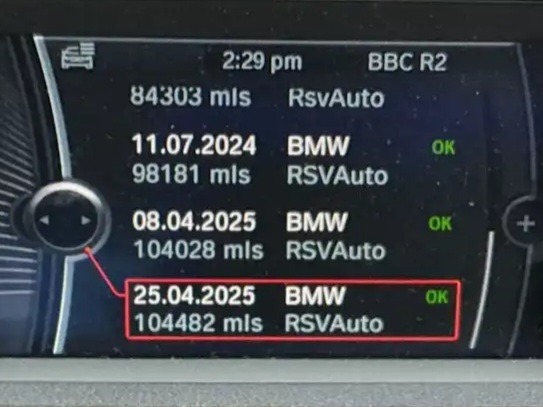 2:29 pm BBC R2
84303 mls RsvAuto
11.07.2024 BMW OK
98181 mls RSVAuto
08.04.2025 BMW OK
104028 mls RSVAuto
25.04.2025 BMW OK
104482 mls RSVAuto